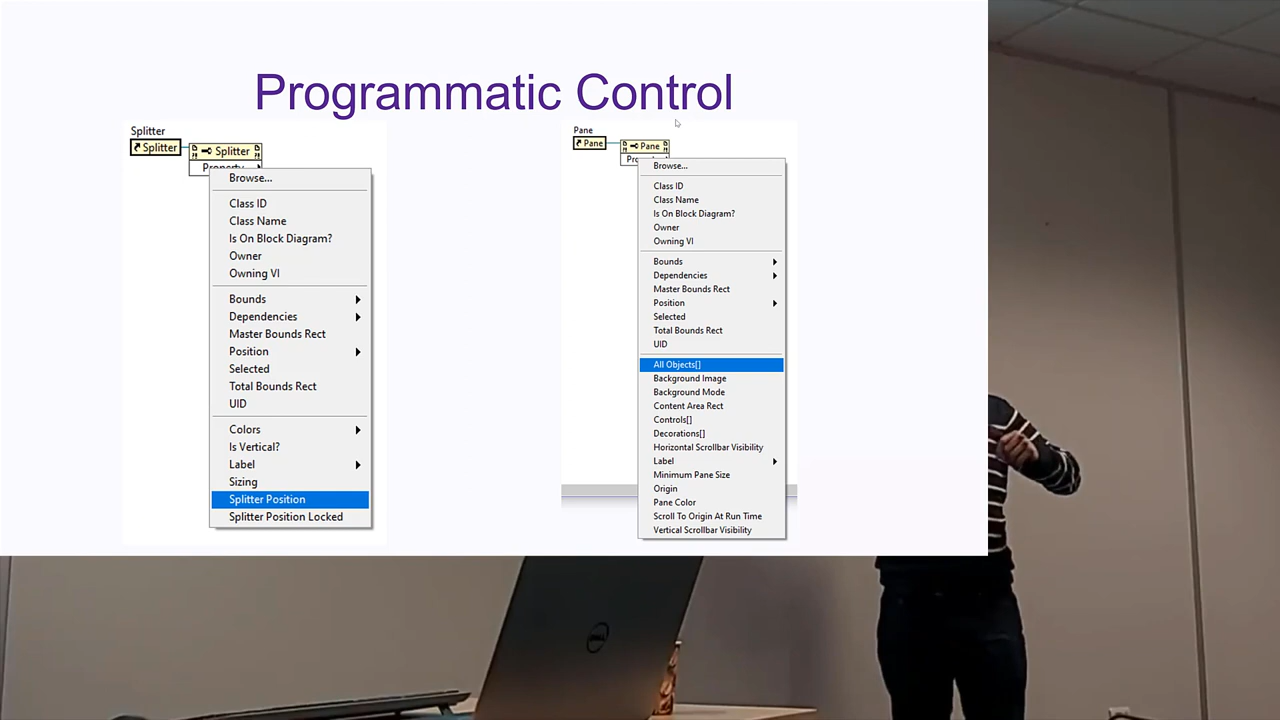 Programmatic Control
Splitter
Splitter
Splitter
Property
Browse...
Class ID
Class Name
Is On Block Diagram?
Owner
Owning VI
Bounds
Dependencies
Master Bounds Rect
Position
Selected
Total Bounds Rect
UID
Colors
Is Vertical?
Label
Sizing
Splitter Position
Splitter Position Locked
Pane
Pane
Pane
Browse...
Class ID
Class Name
Is On Block Diagram?
Owner
Owning VI
Bounds
Dependencies
Master Bounds Rect
Position
Selected
Total Bounds Rect
UID
All Objects[]
Background Image
Background Mode
Content Area Rect
Controls[]
Decorations[]
Horizontal Scrollbar Visibility
Label
Minimum Pane Size
Origin
Pane Color
Scroll To Origin At Run Time
Vertical Scrollbar Visibility
DELL